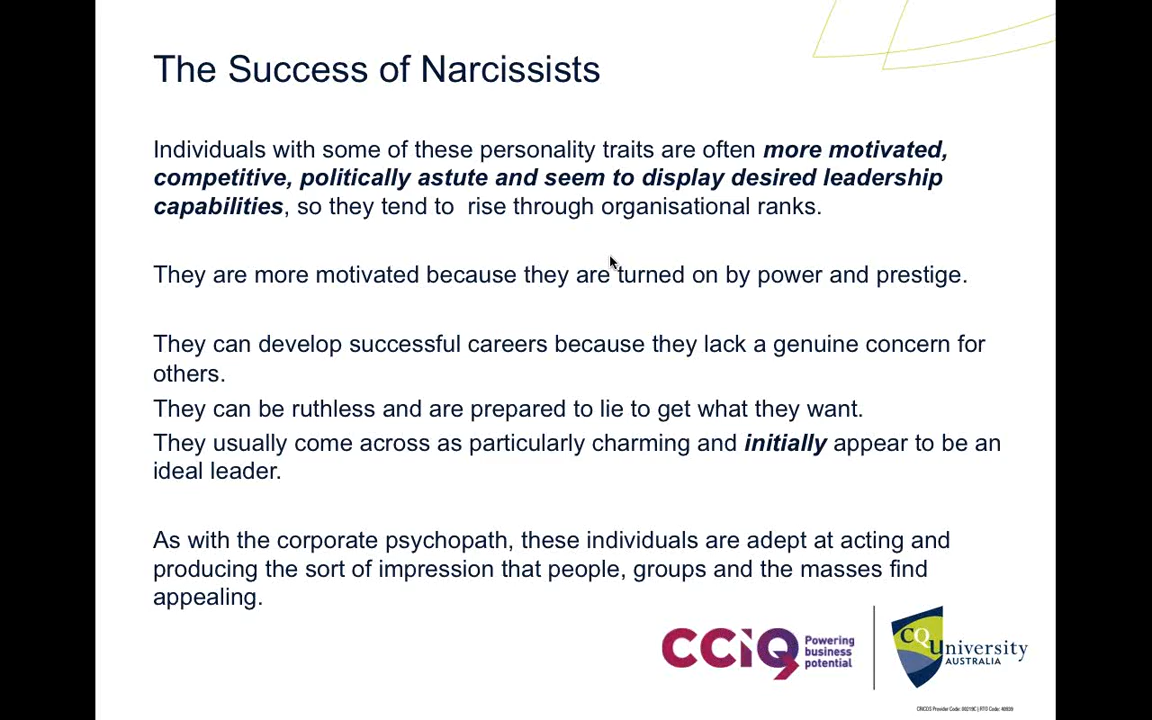 The Success of Narcissists
Individuals with some of these personality traits are often more motivated,
competitive, politically astute and seem to display desired leadership
capabilities, so they tend to  rise through organisational ranks.
They are more motivated because they are turned on by power and prestige.
They can develop successful careers because they lack a genuine concern for
others.
They can be ruthless and are prepared to lie to get what they want.
They usually come across as particularly charming and initially appear to be an
ideal leader.
As with the corporate psychopath, these individuals are adept at acting and
producing the sort of impression that people, groups and the masses find
appealing.
CCIQ
Powering
business
potential
CQUniversity
AUSTRALIA